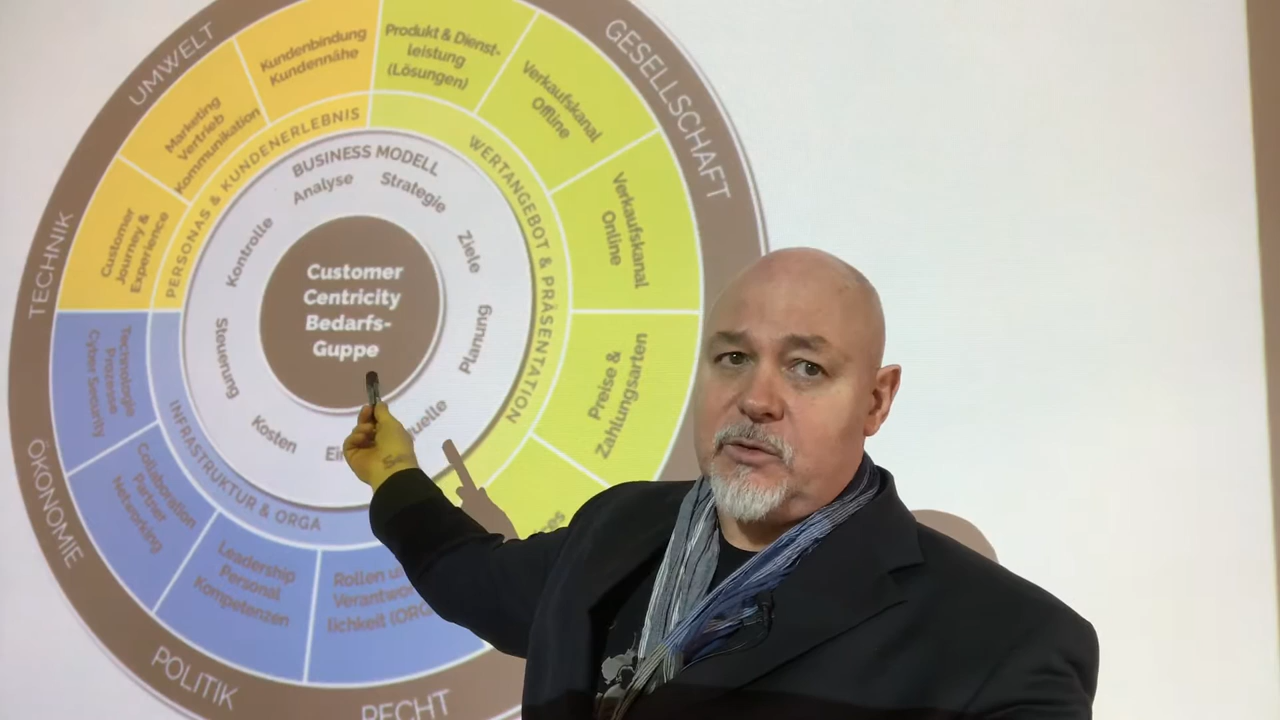 UMWELT
GESELLSCHAFT
TECHNIK
ÖKONOMIE
POLITIK
RECHT
Kundenbindung
Kundennähe
Produkt & Dienst-
leistung
(Lösungen)
Verkaufskanal
Offline
Verkaufskanal
Online
Preise &
Zahlungsarten
Marketing
Vertrieb
Kommunikation
Customer
Journey &
Experience
Technologie
Prozesse
Cyber Security
Collaboration
Partner
Networking
Leadership
Personal
Kompetenzen
Rollen
lichkeit
PERSONAS & KUNDENERLEBNIS
WERTANGEBOT & PRÄSENTATION
INFRASTRUKTUR & ORGA
BUSINESS MODELL
Analyse
Strategie
Ziele
Planung
Kosten
Steuerung
Kontrolle
Customer
Centricity
Bedarfs-
Guppe